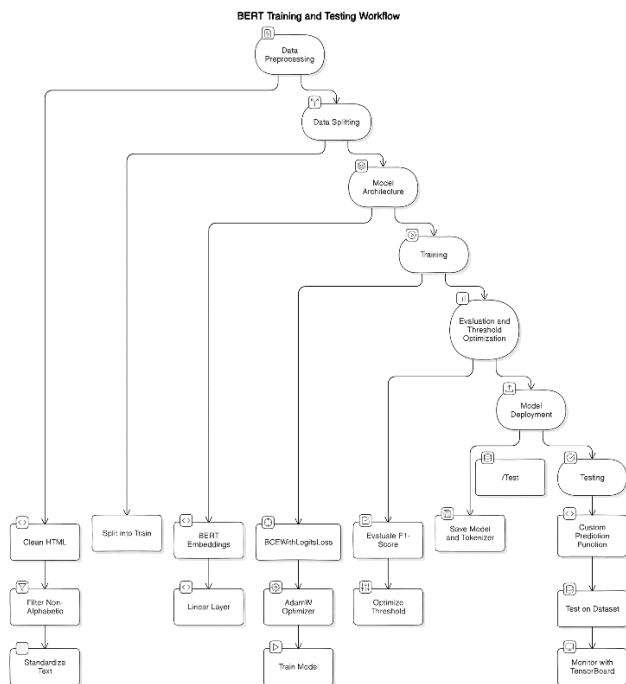 BERT Training and Testing Workflow
Data
Preprocessing
Data Splitting
Model
Architecture
Training
Evaluation and
Threshold
Optimization
Model
Deployment
/Test
Testing
Clean HTML
Split into Train
BERT
Embeddings
BCEWithLogitsLoss
Evaluate F1-
Score
Save Model
and Tokenizer
Custom
Prediction
Function
Filter Non-
Alphabetic
Linear Layer
AdamW
Optimizer
Optimize
Threshold
Test on Dataset
Standardize
Text
Train Model
Monitor with
TensorBoard